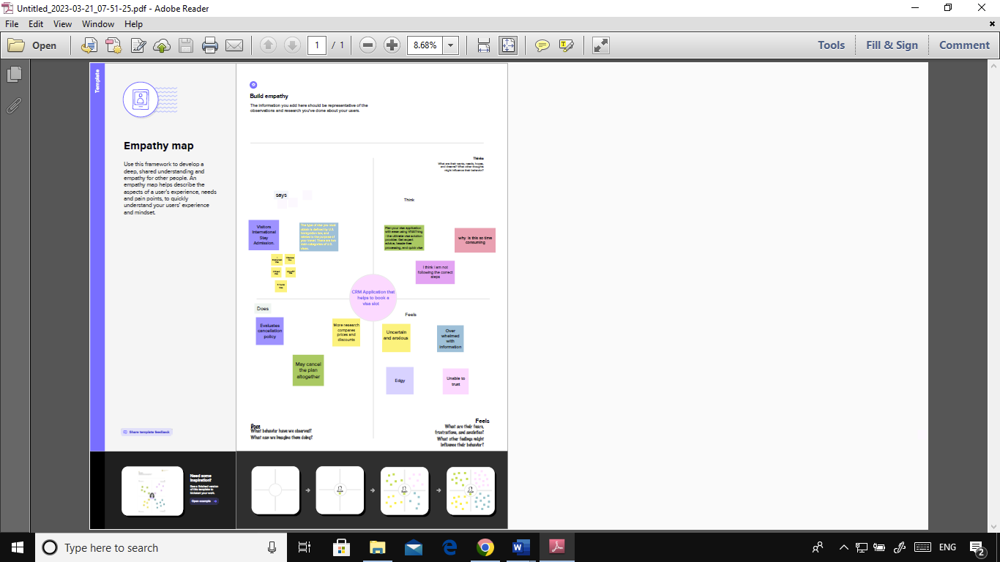 Untitled_2023-03-21_07-51-25.pdf - Adobe Reader
File Edit View Window Help
Open
1 / 1
8.68%
Tools
Fill & Sign
Comment
Template
Empathy map
Use this framework to develop a
deep, shared understanding and
empathy for other people. An
empathy map helps describe the
aspects of a user's experience, needs
and pain points, to quickly
understand your users' experience
and mindset.
Share template feedback
Build empathy
The information you add here should be representative of the
observations and research you've done about your users.
Thinks
What are their wants, needs, hopes,
and dreams? What other thoughts
might influence their behavior?
says
Think
Visitors
International
Stay
Admission.
The type of visa you must
obtain is defined by U.S.
immigration law, and
relates to the purpose of
your travel. There are two
main categories of U.S.
visas:
Plan your visa application
with ease using
- the ultimate visa solution
provider. Get expert
advice, hassle-free
processing, and quick visa
why is this so time
consuming
I think I am not
following the correct
steps
CRM Application that
helps to book a
visa slot
Does
Evaluates
cancellation
policy
More research
compares
prices and
discounts
May cancel
the plan
altogether
Feels
Uncertain
and anxious
Over
whelmed
with
information
Edgy
Unable to
trust
Does
What behavior have we observed?
What can we imagine them doing?
Feels
What are their fears,
frustrations, and anxieties?
What other feelings might
influence their behavior?
Need some
inspiration?
See a finished version
of this template to
kickstart your work.
Open example
Type here to search
ENG
2